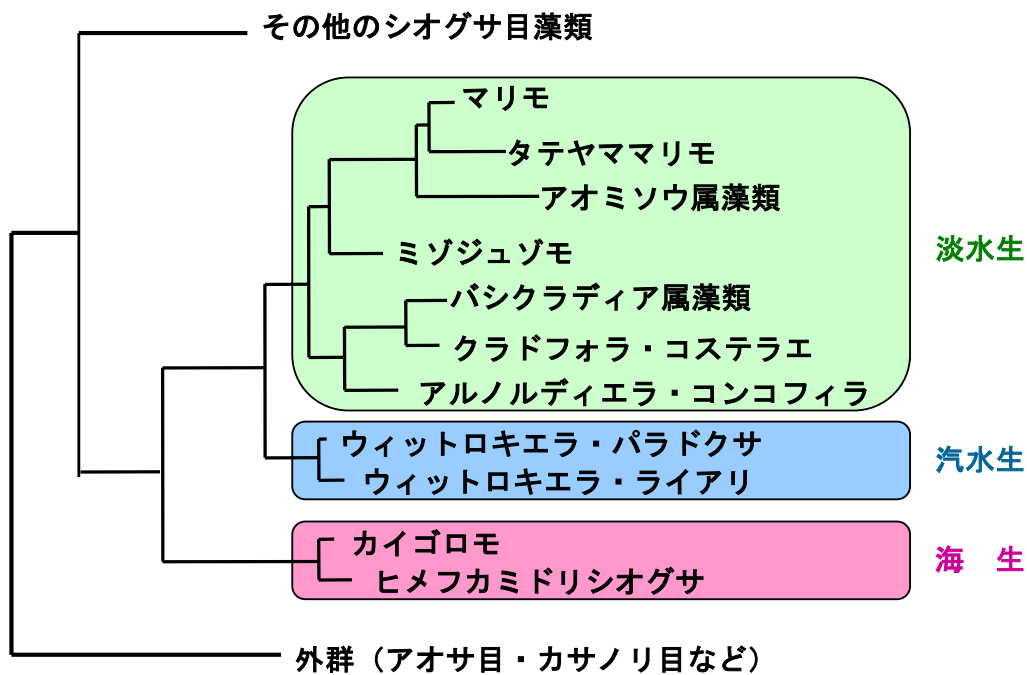 その他のシオグサ目藻類
マリモ
タテヤママリモ
アオミソウ属藻類
ミゾジュゾモ
バシクラディア属藻類
クラドフォラ・コステラエ
アルノルディエラ・コンコフィラ
淡水生
ウィットロキエラ・パラドクサ
ウィットロキエラ・ライアリ
汽水生
カイゴロモ
ヒメフカミドリシオグサ
海　生
外群（アオサ目・カサノリ目など）